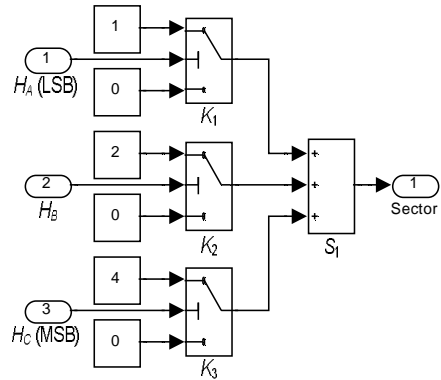 1
1
H_A (LSB)
0
K_1
2
2
H_B
0
K_2
+
+
+
S_1
1
Sector
4
3
H_C (MSB)
0
K_3